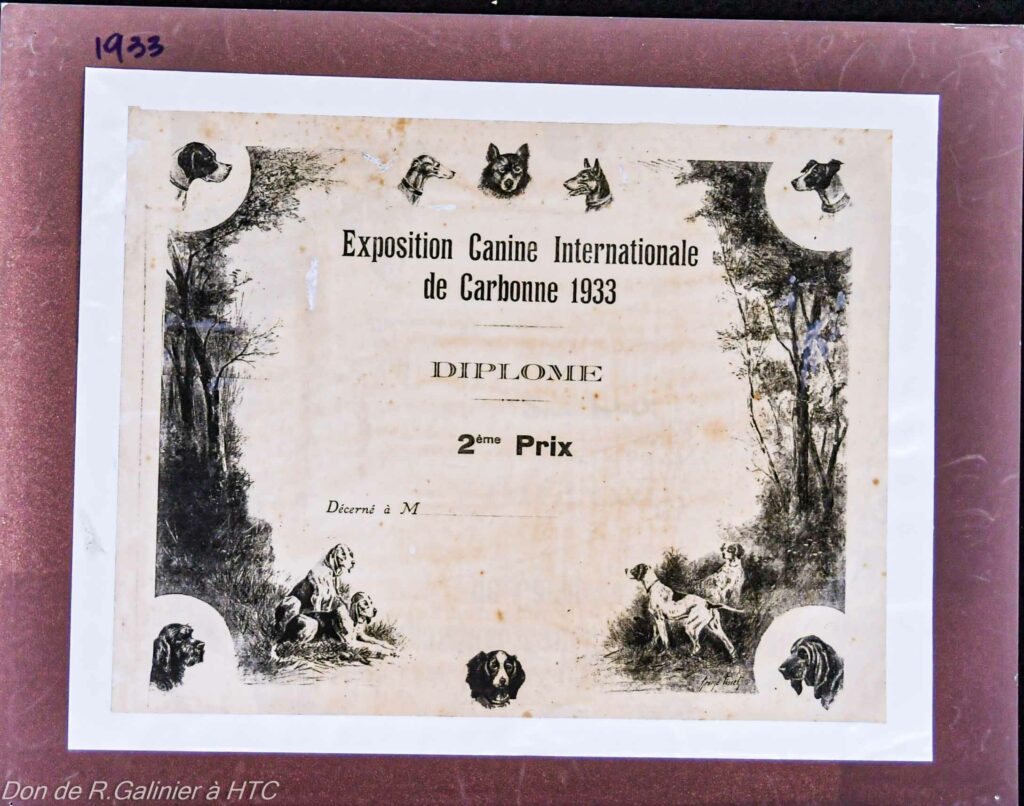 1933
Exposition Canine Internationale
de Carbonne 1933
DIPLOME
2ème Prix
Décerné à M
Don de R.Galinier à HTC